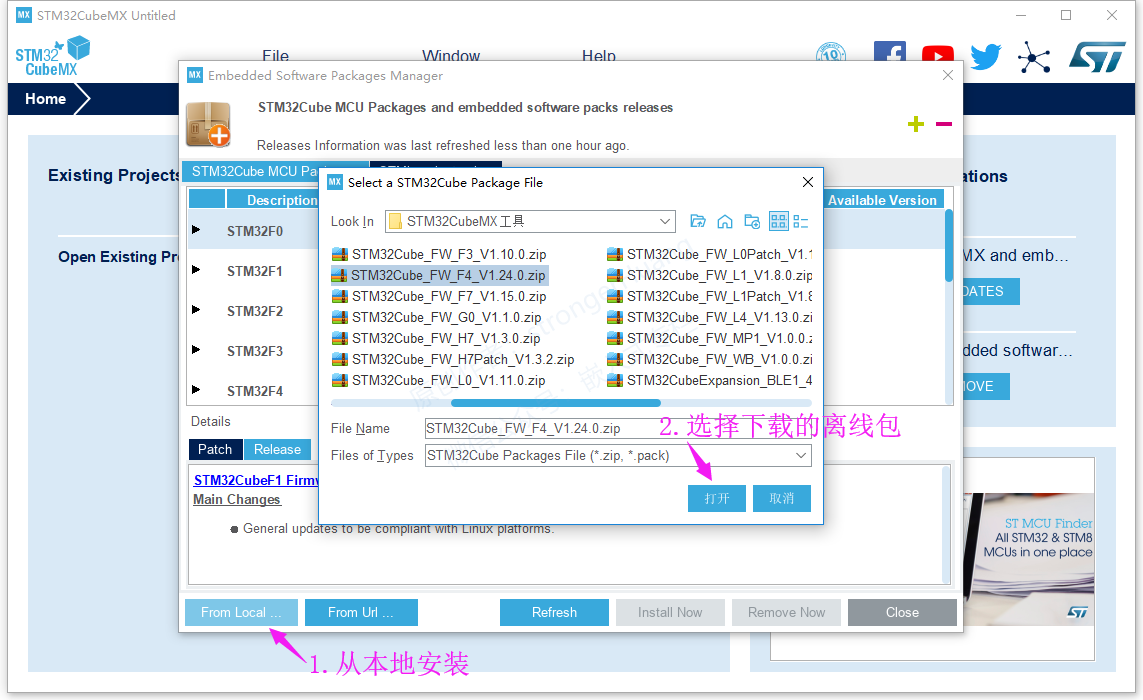 MX STM32CubeMX Untitled
STM32
CubeMX
File
Window
Help
10
Home
MX Embedded Software Packages Manager
STM32Cube MCU Packages and embedded software packs releases
Releases Information was last refreshed less than one hour ago.
STM32Cube MCU Pac
Existing Projects
Description
Available Version
STM32F0
Open Existing Pr
STM32F1
STM32F2
STM32F3
STM32F4
MX Select a STM32Cube Package File
Look In
STM32CubeMX工具
STM32Cube_FW_F3_V1.10.0.zip
STM32Cube_FW_F4_V1.24.0.zip
STM32Cube_FW_F7_V1.15.0.zip
STM32Cube_FW_G0_V1.1.0.zip
STM32Cube_FW_H7_V1.3.0.zip
STM32Cube_FW_H7Patch_V1.3.2.zip
STM32Cube_FW_L0_V1.11.0.zip
STM32Cube_FW_L0Patch_V1.1
STM32Cube_FW_L1_V1.8.0.zip
STM32Cube_FW_L1Patch_V1.8
STM32Cube_FW_L4_V1.13.0.zi
STM32Cube_FW_MP1_V1.0.0.z
STM32Cube_FW_WB_V1.0.0.zi
STM32CubeExpansion_BLE1_4
File Name
STM32Cube_FW_F4_V1.24.0.zip
Files of Types
STM32Cube Packages File (*.zip, *.pack)
2.选择下载的离线包
打开
取消
ations
MX and emb...
DATES
dded softwar...
MOVE
Details
Patch
Release
STM32CubeF1 Firmw
Main Changes
General updates to be compliant with Linux platforms.
ST MCU Finder
All STM32 & STM8
MCUs in one place
ST
From Local ...
From Url ...
Refresh
Install Now
Remove Now
Close
1.从本地安装